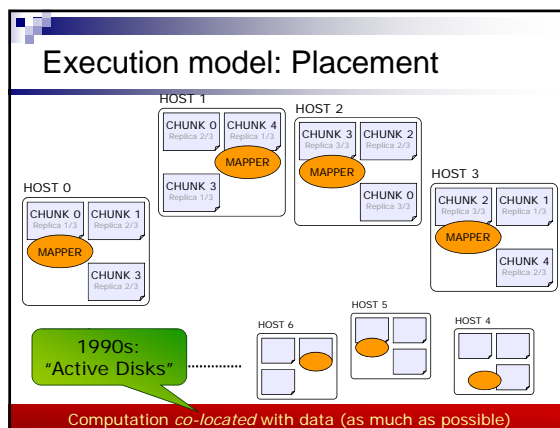 Execution model: Placement
HOST 1
CHUNK 0
Replica 2/3
CHUNK 4
Replica 1/3
MAPPER
CHUNK 3
Replica 1/3
HOST 2
CHUNK 3
Replica 3/3
CHUNK 2
Replica 2/3
MAPPER
CHUNK 0
Replica 3/3
HOST 0
CHUNK 0
Replica 1/3
CHUNK 1
Replica 2/3
MAPPER
CHUNK 3
Replica 2/3
HOST 3
CHUNK 2
Replica 3/3
CHUNK 1
Replica 1/3
MAPPER
CHUNK 4
Replica 2/3
HOST 6
HOST 5
HOST 4
1990s:
“Active Disks”
Computation co-located with data (as much as possible)